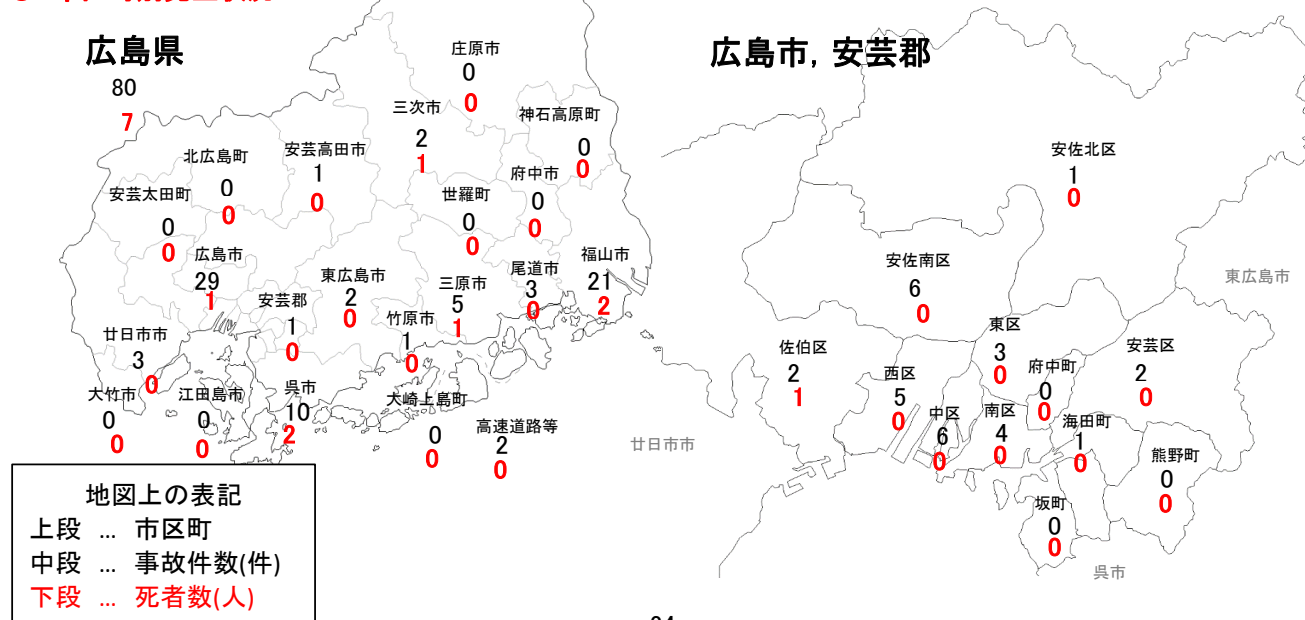 広島県
80
7
庄原市
0
0
三次市
2
1
神石高原町
0
0
北広島町
0
0
安芸高田市
1
0
府中市
0
0
安芸太田町
0
0
世羅町
0
0
広島市
29
1
東広島市
2
0
三原市
5
1
尾道市
3
0
福山市
21
2
安芸郡
1
0
竹原市
1
0
廿日市市
3
0
大竹市
0
0
江田島市
0
0
呉市
10
2
大崎上島町
0
0
高速道路等
2
0
地図上の表記
上段 … 市区町
中段 … 事故件数(件)
下段 … 死者数(人)
広島市, 安芸郡
安佐北区
1
0
安佐南区
6
0
東広島市
東区
3
0
佐伯区
2
1
西区
5
0
府中町
0
0
安芸区
2
0
中区
6
0
南区
4
0
海田町
1
0
熊野町
0
0
廿日市市
坂町
0
0
呉市